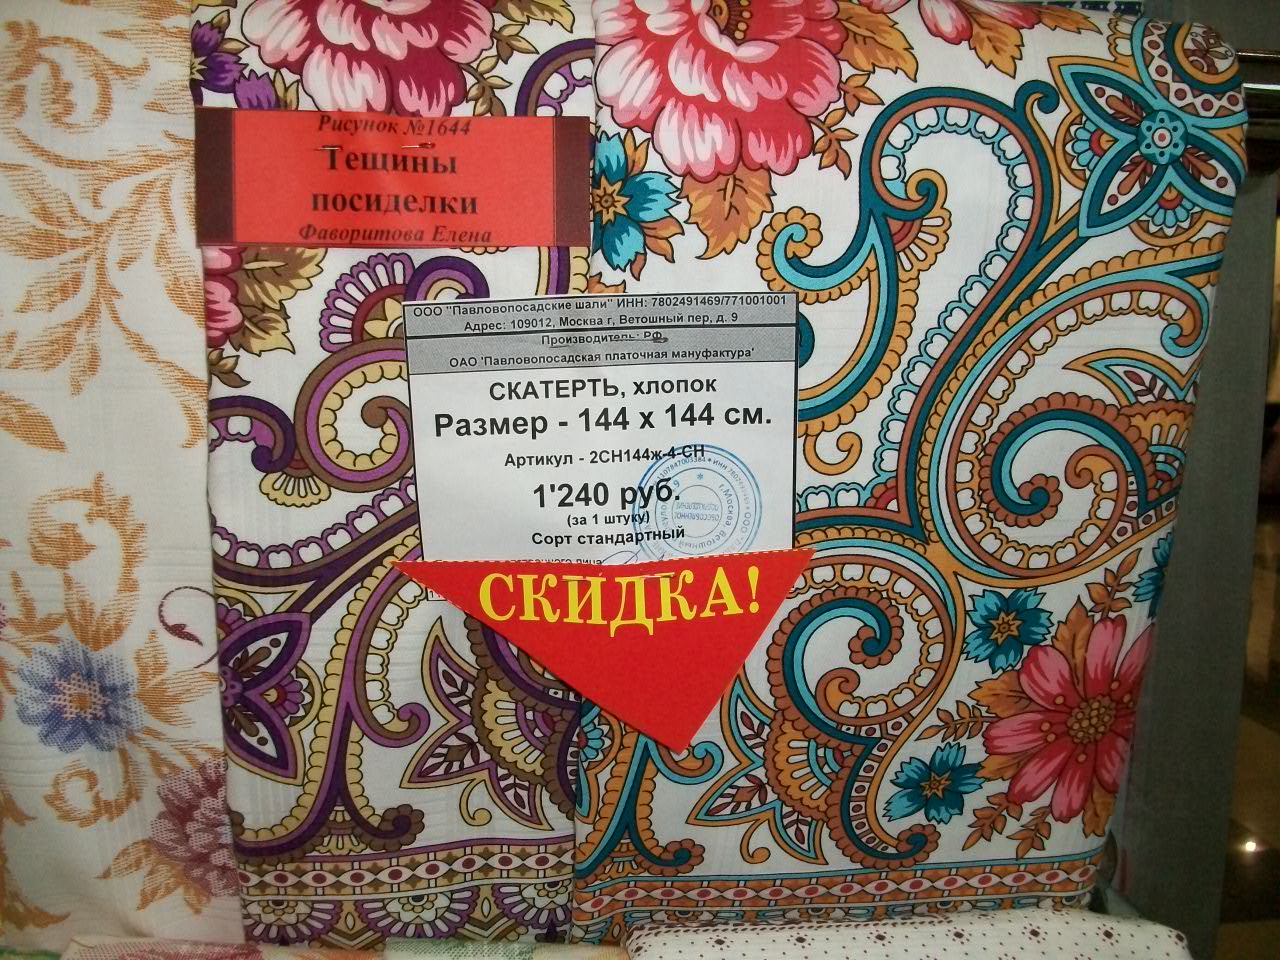 Рисунок №1644
Тещины
посиделки
Фаворитова Елена
ООО "Павловопосадские шали" ИНН: 7802491469/771001001
Адрес: 109012, Москва г, Ветошный пер, д. 9
Производитель: РФ,
ОАО 'Павловопосадская платочная мануфактура'
СКАТЕРТЬ, хлопок
Размер - 144 х 144 см.
Артикул - 2СН144ж-4-СН
1'240 руб.
(за 1 штуку)
Сорт стандартный
СКИДКА!